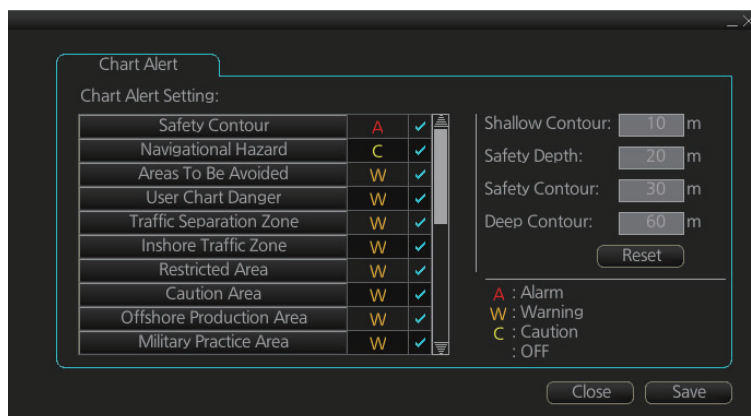 Chart Alert
Chart Alert Setting:
Safety Contour A
Navigational Hazard C
Areas To Be Avoided W
User Chart Danger W
Traffic Separation Zone W
Inshore Traffic Zone W
Restricted Area W
Caution Area W
Offshore Production Area W
Military Practice Area W
Shallow Contour: 10 m
Safety Depth: 20 m
Safety Contour: 30 m
Deep Contour: 60 m
Reset
A : Alarm
W : Warning
C : Caution
: OFF
Close Save